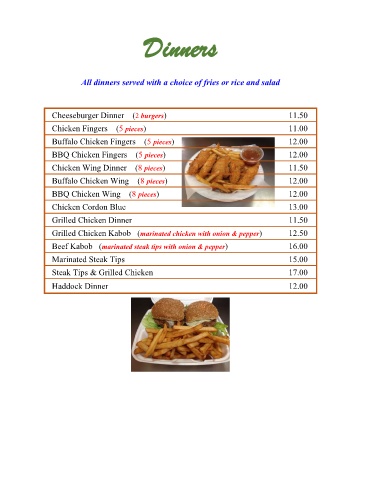 Dinners
All dinners served with a choice of fries or rice and salad
Cheeseburger Dinner (2 burgers) 11.50
Chicken Fingers (5 pieces) 11.00
Buffalo Chicken Fingers (5 pieces) 12.00
BBQ Chicken Fingers (5 pieces) 12.00
Chicken Wing Dinner (8 pieces) 11.50
Buffalo Chicken Wing (8 pieces) 12.00
BBQ Chicken Wing (8 pieces) 12.00
Chicken Cordon Blue 13.00
Grilled Chicken Dinner 11.50
Grilled Chicken Kabob (marinated chicken with onion & pepper) 12.50
Beef Kabob (marinated steak tips with onion & pepper) 16.00
Marinated Steak Tips 15.00
Steak Tips & Grilled Chicken 17.00
Haddock Dinner 12.00